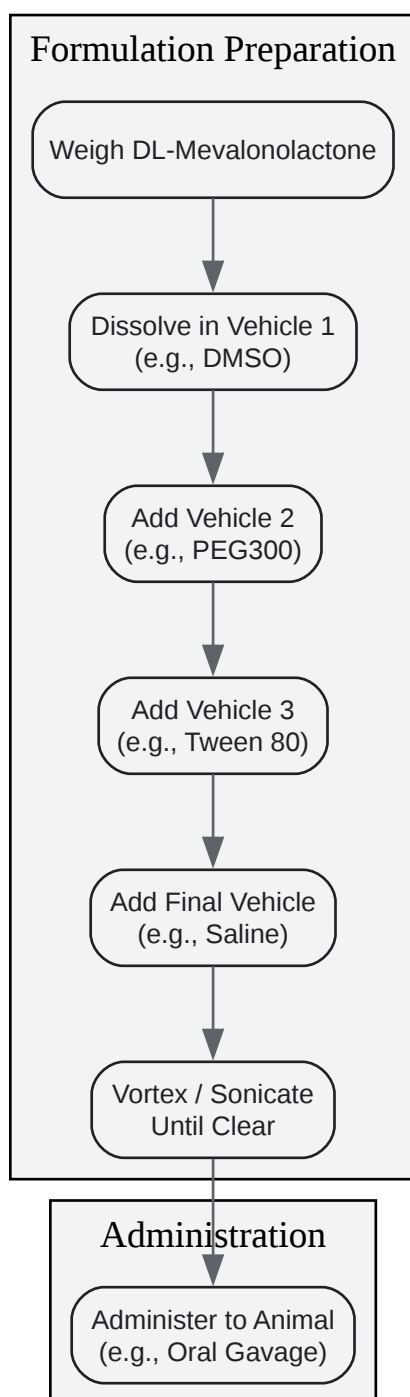 Formulation Preparation
Weigh DL-Mevalonolactone
Dissolve in Vehicle 1
(e.g., DMSO)
Add Vehicle 2
(e.g., PEG300)
Add Vehicle 3
(e.g., Tween 80)
Add Final Vehicle
(e.g., Saline)
Vortex / Sonicate
Until Clear
Administration
Administer to Animal
(e.g., Oral Gavage)